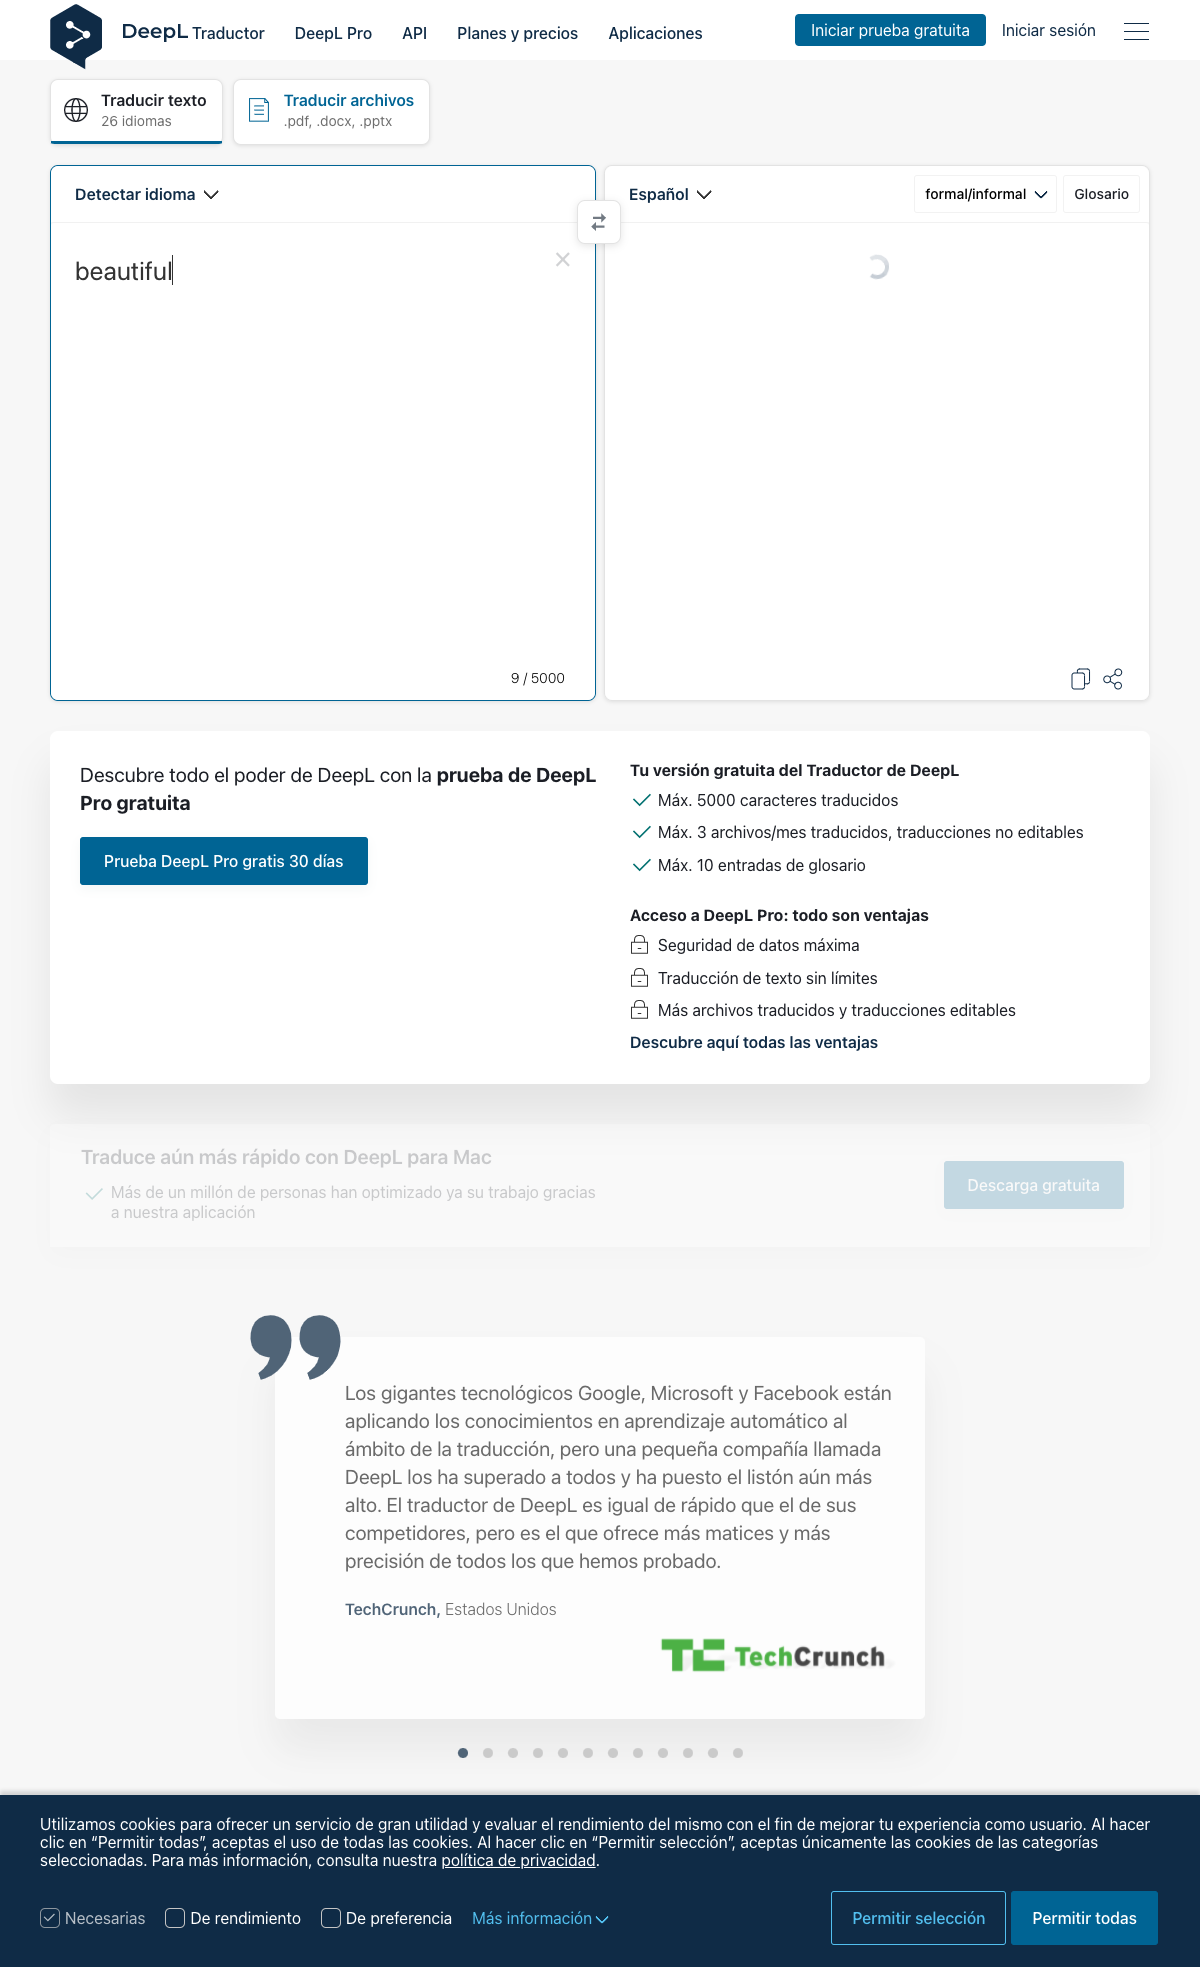 DeepL Traductor
DeepL Pro
API
Planes y precios
Aplicaciones
Iniciar prueba gratuita
Iniciar sesión
Traducir texto
26 idiomas
Traducir archivos
.pdf, .docx, .pptx
Detectar idioma
Español
formal/informal
Glosario
beautiful
9 / 5000
Descubre todo el poder de DeepL con la prueba de DeepL
Pro gratuita
Prueba DeepL Pro gratis 30 días
Tu versión gratuita del Traductor de DeepL
Máx. 5000 caracteres traducidos
Máx. 3 archivos/mes traducidos, traducciones no editables
Máx. 10 entradas de glosario
Acceso a DeepL Pro: todo son ventajas
Seguridad de datos máxima
Traducción de texto sin límites
Más archivos traducidos y traducciones editables
Descubre aquí todas las ventajas
Traduce aún más rápido con DeepL para Mac
Más de un millón de personas han optimizado ya su trabajo gracias
a nuestra aplicación
Descarga gratuita
Los gigantes tecnológicos Google, Microsoft y Facebook están
aplicando los conocimientos en aprendizaje automático al
ámbito de la traducción, pero una pequeña compañía llamada
DeepL los ha superado a todos y ha puesto el listón aún más
alto. El traductor de DeepL es igual de rápido que el de sus
competidores, pero es el que ofrece más matices y más
precisión de todos los que hemos probado.
TechCrunch, Estados Unidos
TC TechCrunch
Utilizamos cookies para ofrecer un servicio de gran utilidad y evaluar el rendimiento del mismo con el fin de mejorar tu experiencia como usuario. Al hacer
clic en “Permitir todas”, aceptas el uso de todas las cookies. Al hacer clic en “Permitir selección”, aceptas únicamente las cookies de las categorías
seleccionadas. Para más información, consulta nuestra política de privacidad.
Necesarias
De rendimiento
De preferencia
Más información
Permitir selección
Permitir todas